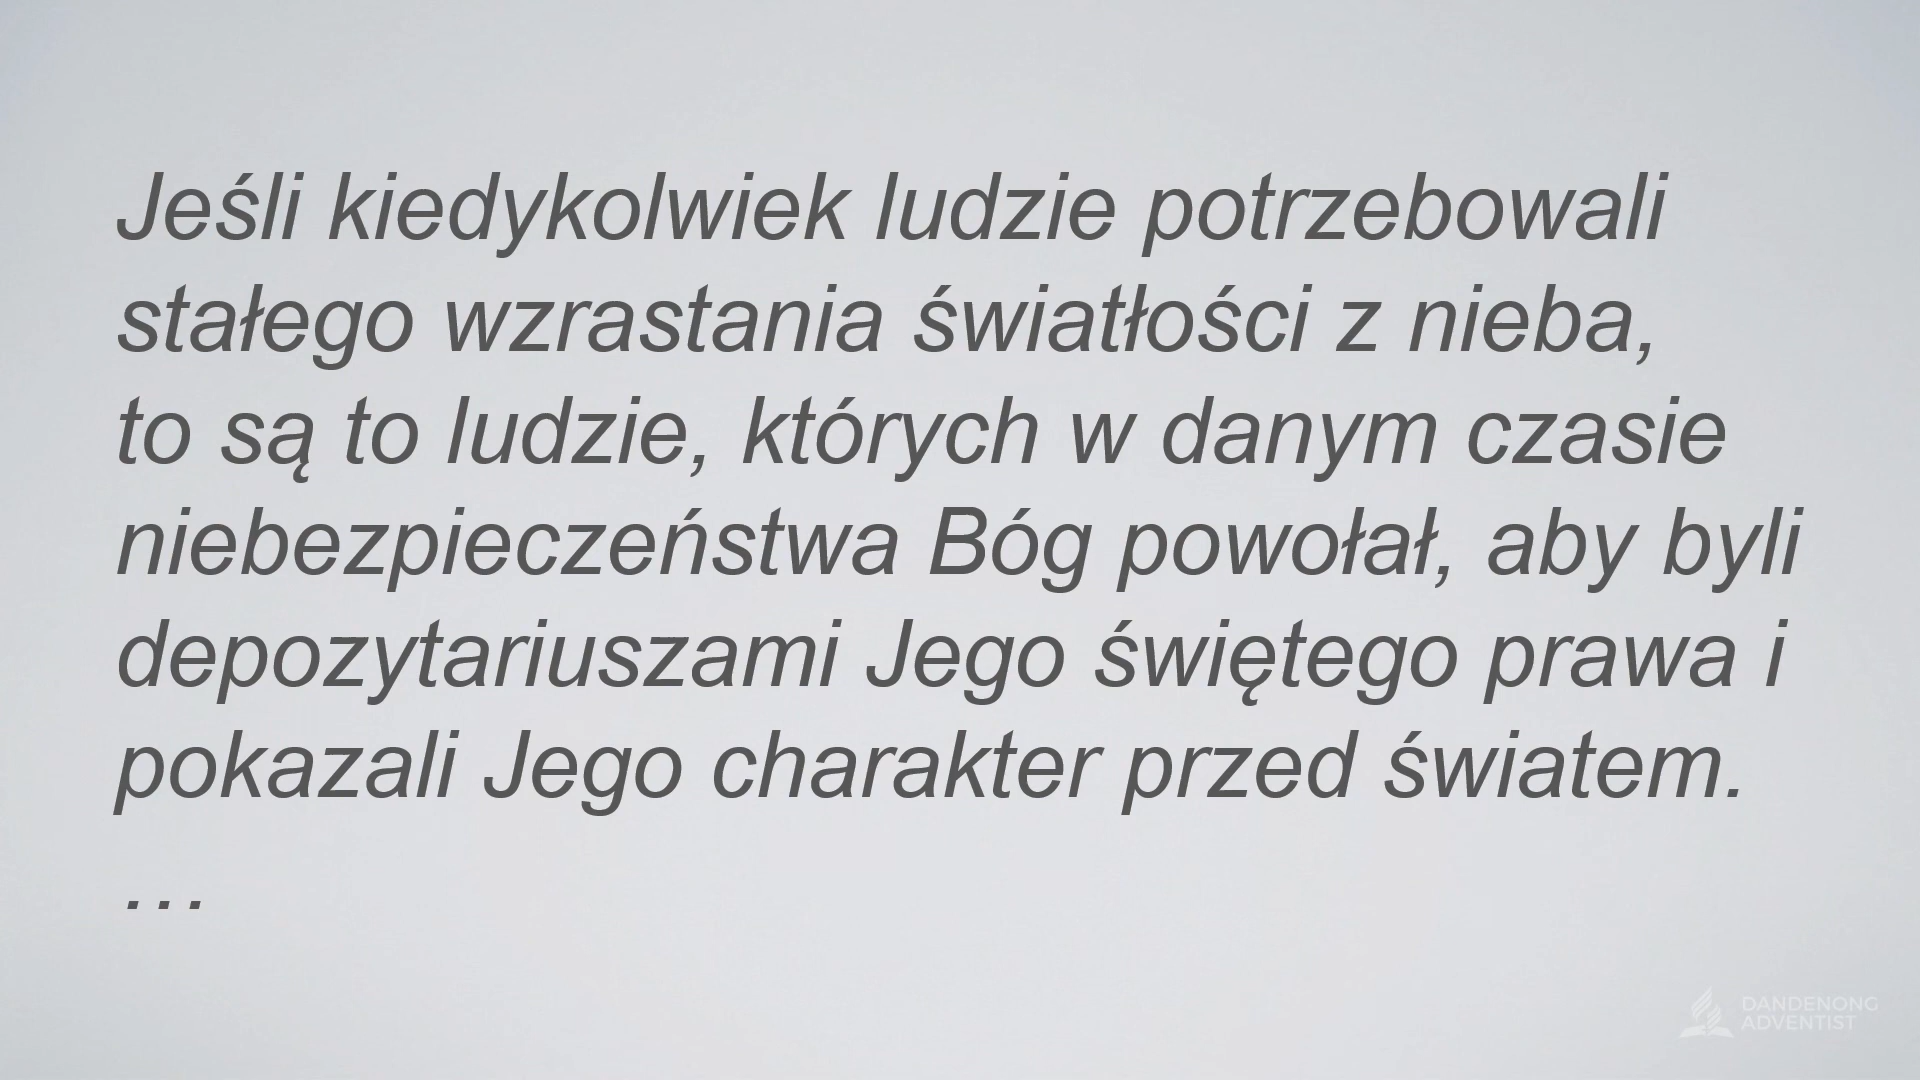 Jeśli kiedykolwiek ludzie potrzebowali
stałego wzrastania światłości z nieba,
to są to ludzie, których w danym czasie
niebezpieczeństwa Bóg powołał, aby byli
depozytariuszami Jego świętego prawa i
pokazali Jego charakter przed światem.
…
DANDENONG
ADVENTIST